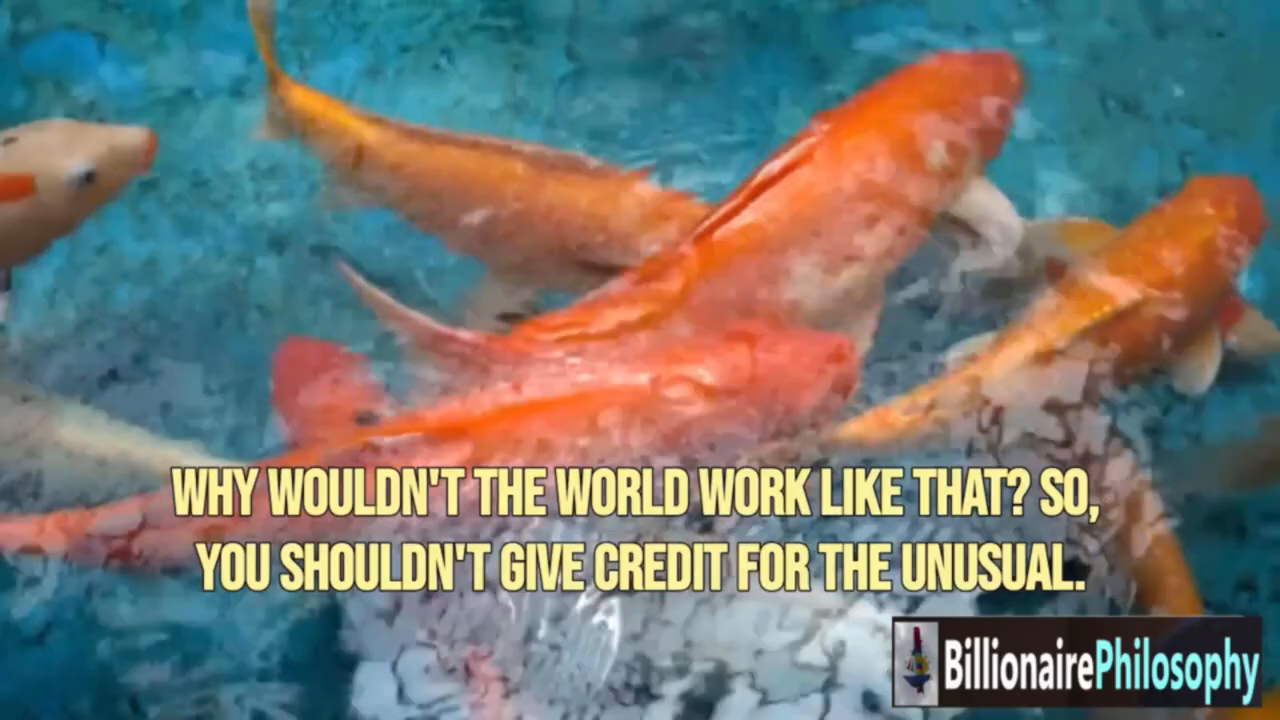 WHY WOULDN'T THE WORLD WORK LIKE THAT? SO,
YOU SHOULDN'T GIVE CREDIT FOR THE UNUSUAL.
BillionairePhilosophy